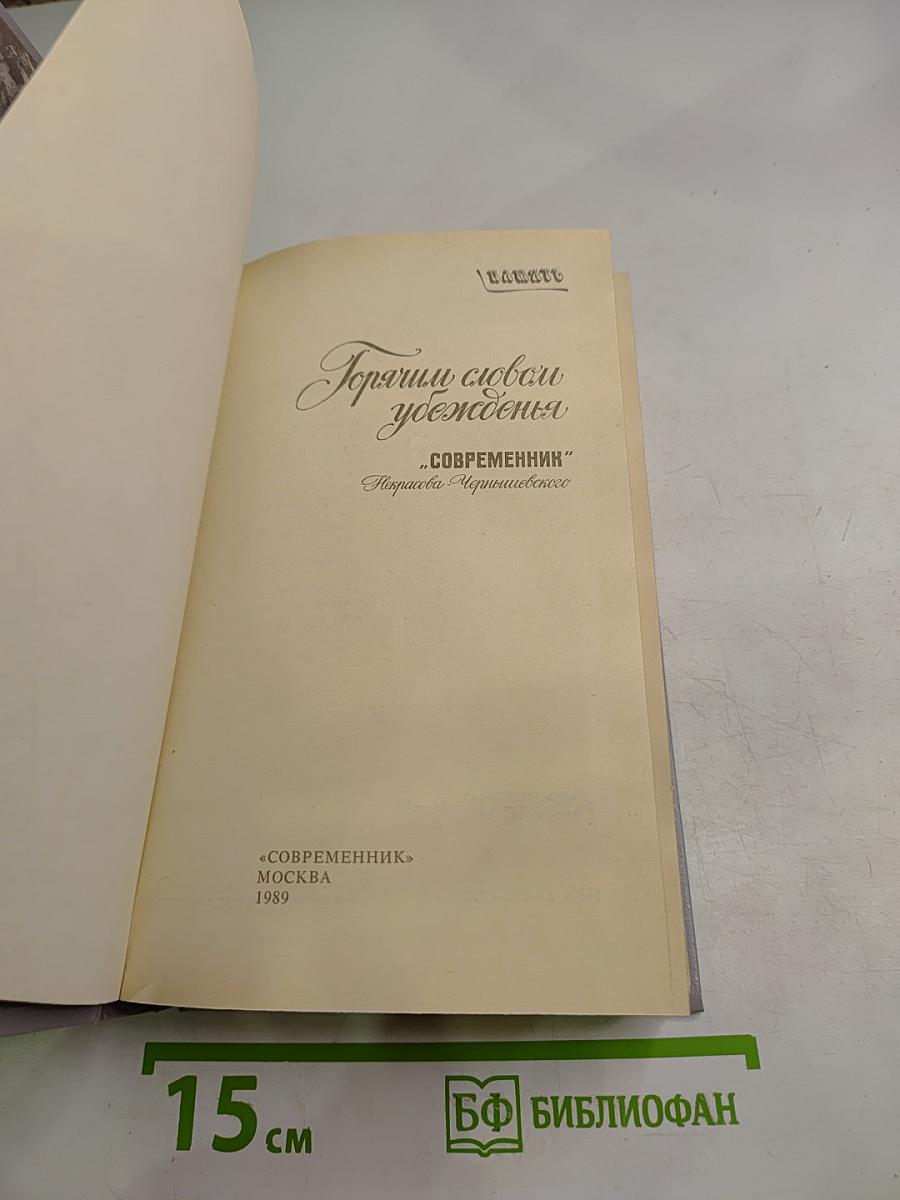 ПАМЯТЬ
Горячим словом
убежденья
„СОВРЕМЕННИК“
Некрасова-Чернышевского
«СОВРЕМЕННИК»
МОСКВА
1989
15 см
БФ БИБЛИОФАН